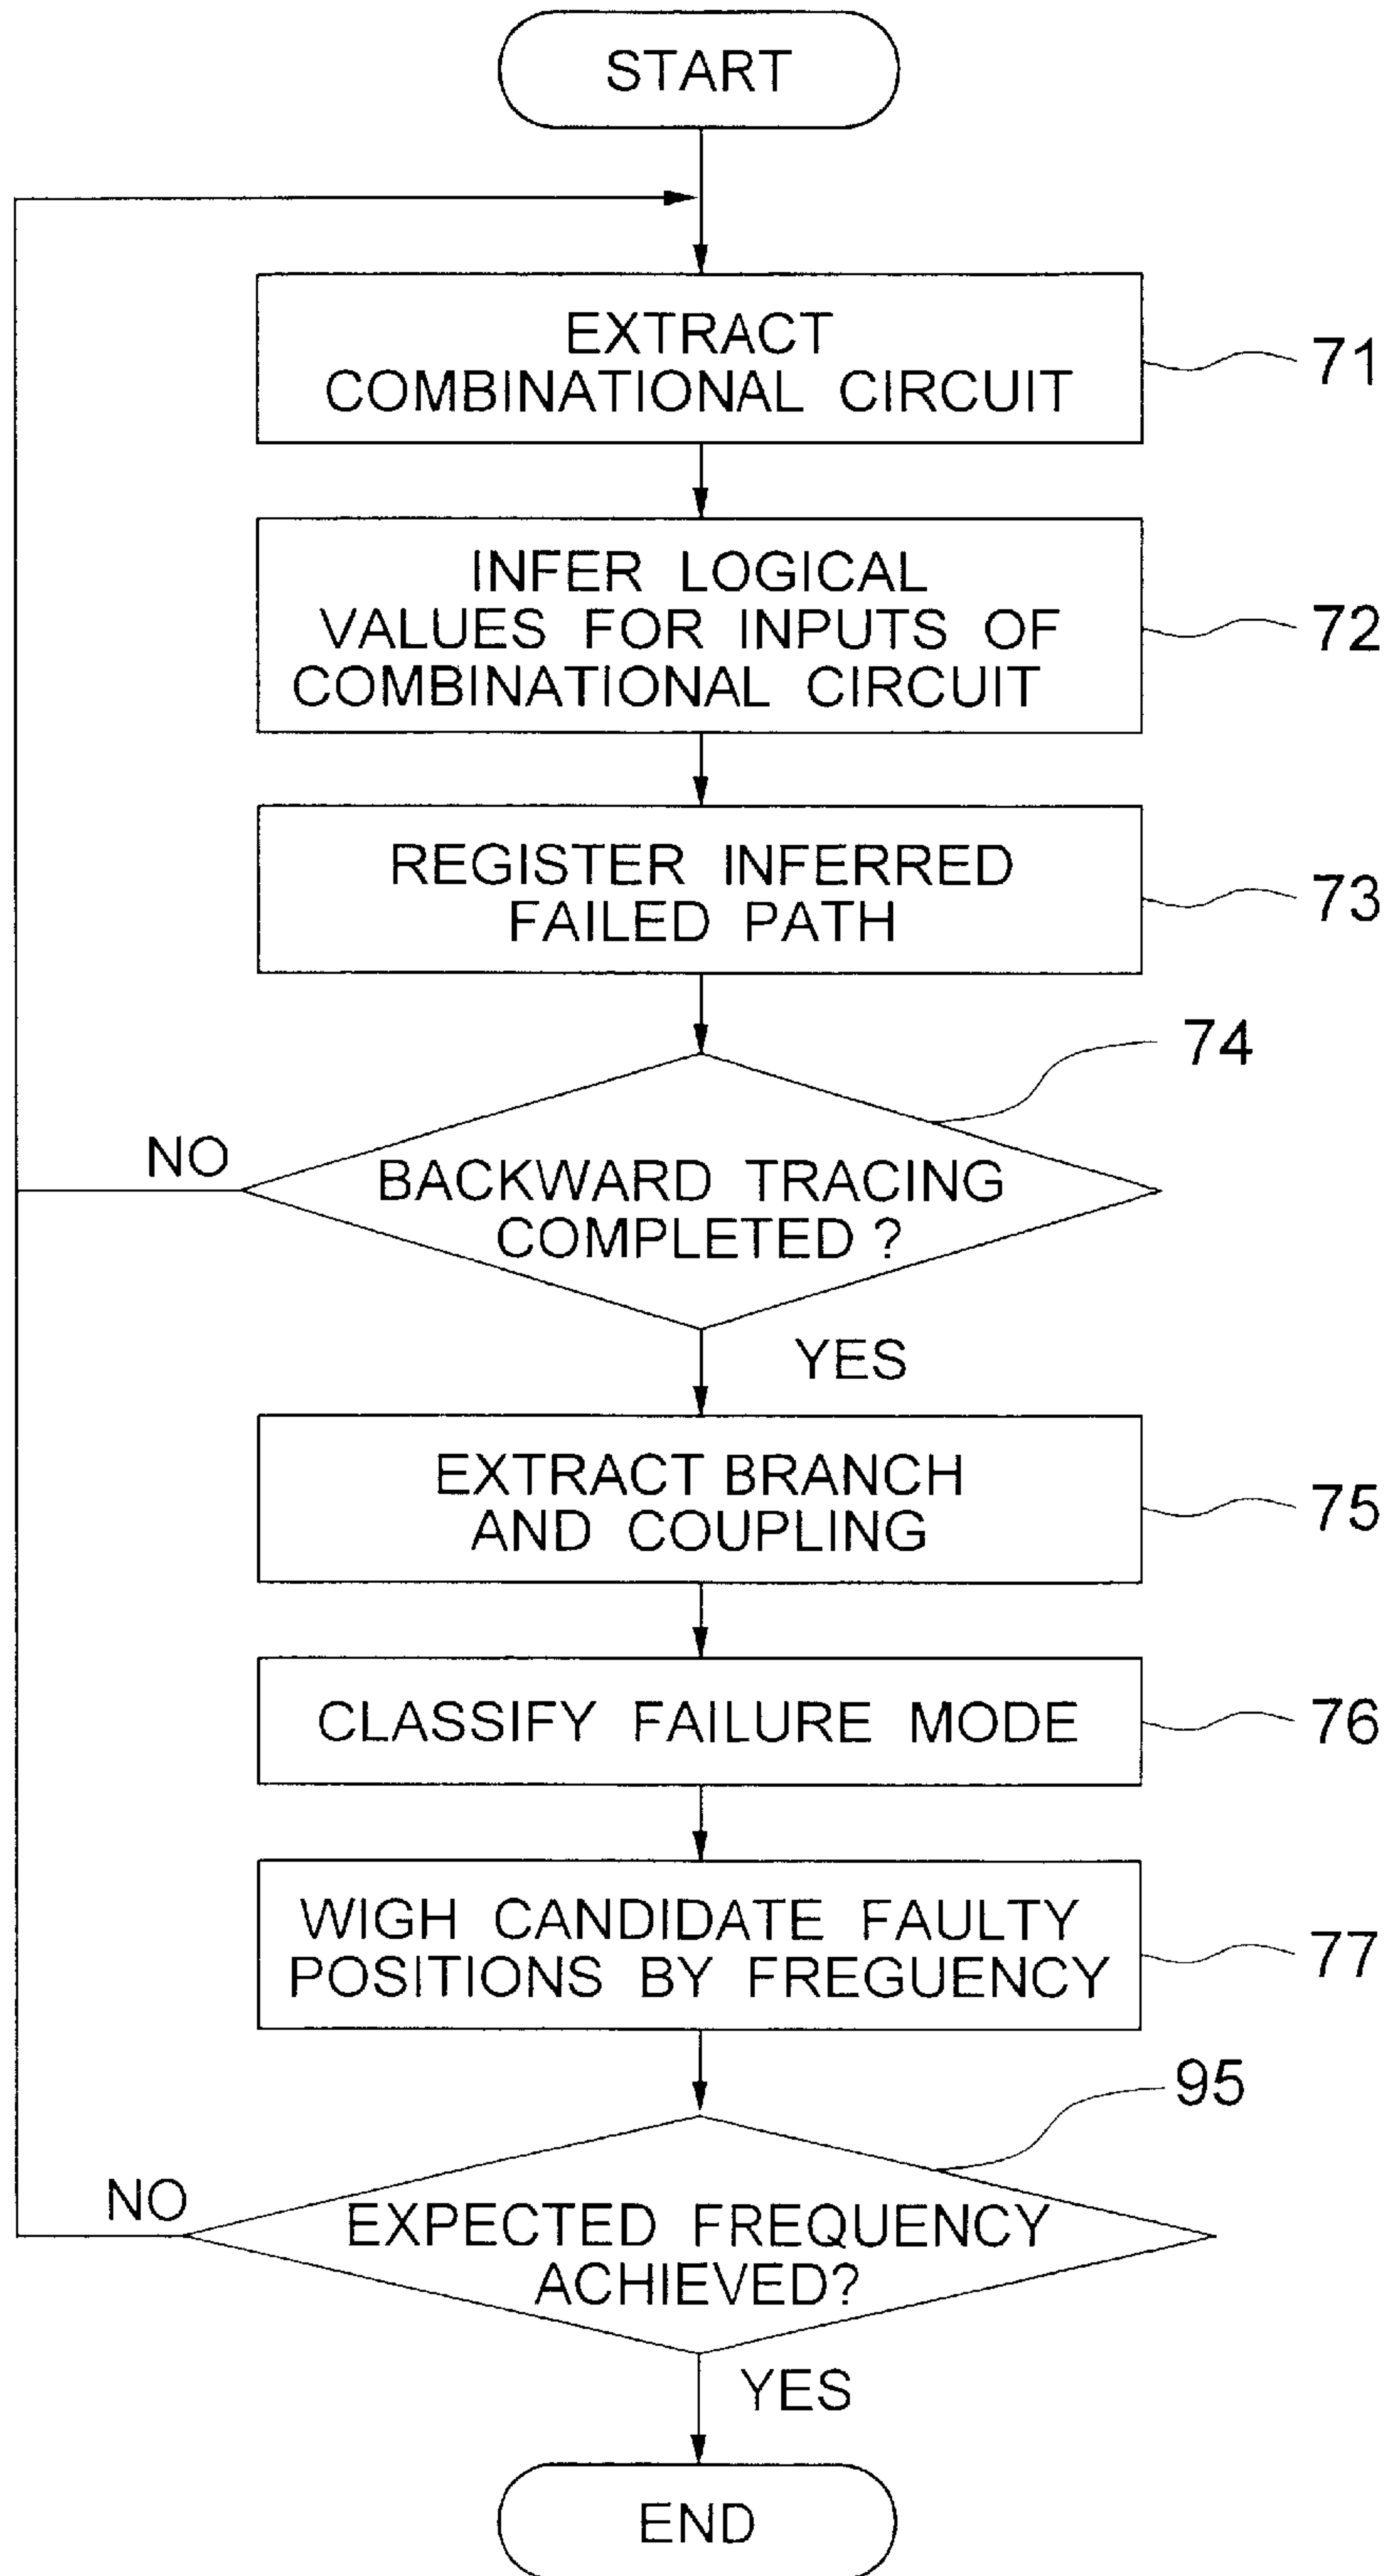 START
EXTRACT
COMBINATIONAL CIRCUIT
71
INFER LOGICAL
VALUES FOR INPUTS OF
COMBINATIONAL CIRCUIT
72
REGISTER INFERRED
FAILED PATH
73
74
NO
BACKWARD TRACING
COMPLETED ?
YES
EXTRACT BRANCH
AND COUPLING
75
CLASSIFY FAILURE MODE
76
WIGH CANDIDATE FAULTY
POSITIONS BY FREGUENCY
77
95
NO
EXPECTED FREQUENCY
ACHIEVED?
YES
END